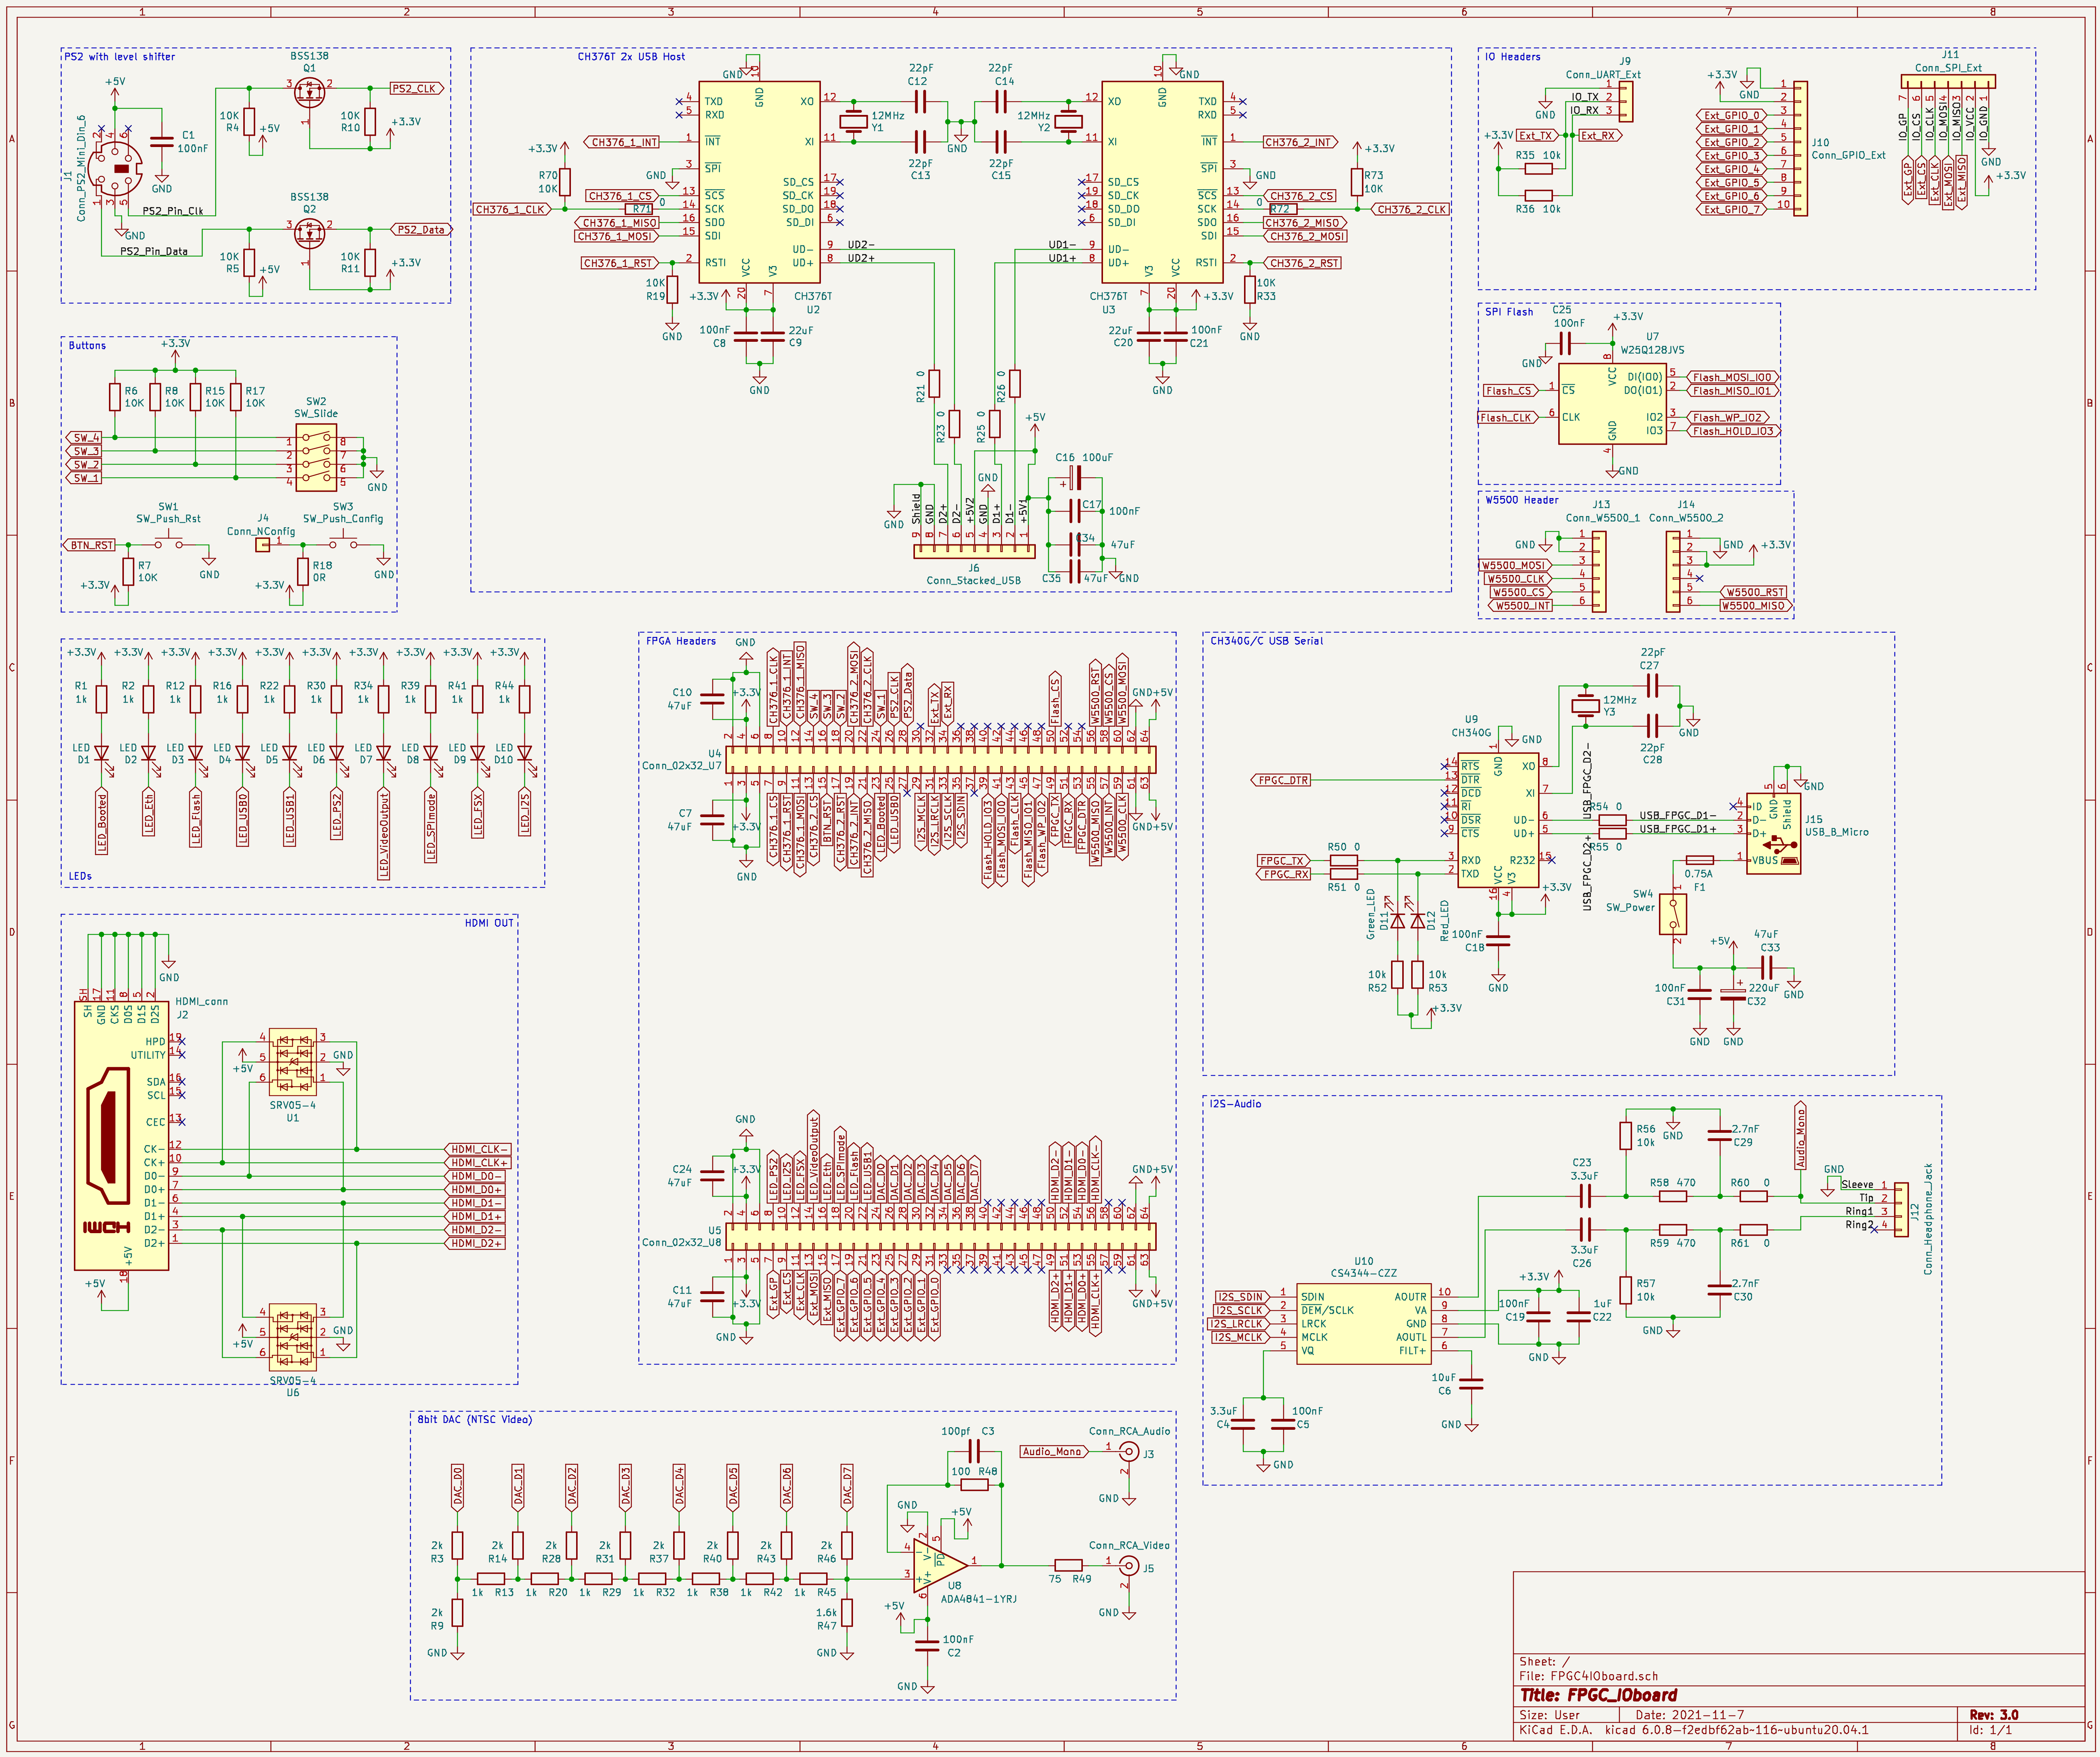 PS2 with level shifter
+5V
J1
Conn_PS2_Mini_Din_6
C1
100nF
GND
PS2_Pin_Clk
PS2_Pin_Data
BSS138
Q1
10K
R4
+5V
R10
+3.3V
PS2_CLK
BSS138
Q2
10K
R5
+5V
10K
R11
+3.3V
PS2_Data
Buttons
+3.3V
R6
10K
R8
10K
R15
10K
R17
10K
SW2
SW_Slide
SW_4
SW_3
SW_2
SW_1
GND
SW1
SW_Push_Rst
BTN_RST
R7
10K
+3.3V
GND
J4
Conn_NConfig
SW3
SW_Push_Config
R18
0R
+3.3V
GND
CH376T 2x USB Host
GND
TXD
RXD
INT
SPI
SCS
SCK
SDO
SDI
RSTI
XO
XI
SD_CS
SD_CK
SD_DO
SD_DI
UD-
UD+
VCC
V3
CH376T
U2
CH376_1_INT
CH376_1_CS
CH376_1_CLK
CH376_1_MISO
CH376_1_MOSI
CH376_1_RST
+3.3V
R70
10K
R71
0
10K
R19
GND
+3.3V
100nF
C8
22uF
C9
GND
22pF
C12
22pF
C14
12MHz
Y1
12MHz
Y2
22pF
C13
22pF
C15
GND
UD2-
UD2+
UD1-
UD1+
CH376T
U3
CH376_2_INT
CH376_2_CS
CH376_2_CLK
CH376_2_MISO
CH376_2_MOSI
CH376_2_RST
+3.3V
R73
10K
0
R72
10K
R33
GND
22uF
C20
100nF
C21
+3.3V
GND
R21 0
R23 0
R25 0
R26 0
+5V
Shield
GND
D2+
D2-
+5V2
GND
D1+
D1-
+5V1
J6
Conn_Stacked_USB
C16 100uF
C17
100nF
C34
47uF
C35
47uF
GND
IO Headers
J9
Conn_UART_Ext
IO_TX
IO_RX
GND
Ext_TX
Ext_RX
+3.3V
R35 10k
R36 10k
+3.3V
GND
Ext_GPIO_0
Ext_GPIO_1
Ext_GPIO_2
Ext_GPIO_3
Ext_GPIO_4
Ext_GPIO_5
Ext_GPIO_6
Ext_GPIO_7
J10
Conn_GPIO_Ext
J11
Conn_SPI_Ext
IO_GP
IO_CS
IO_CLK
IO_MOSI
IO_MISO
IO_VCC
IO_GND
Ext_GP
Ext_CS
Ext_CLK
Ext_MOSI
Ext_MISO
GND
+3.3V
SPI Flash
C25
100nF
+3.3V
U7
W25Q128JVS
GND
CS
CLK
VCC
GND
DI(IO0)
DO(IO1)
IO2
IO3
Flash_CS
Flash_CLK
Flash_MOSI_IO0
Flash_MISO_IO1
Flash_WP_IO2
Flash_HOLD_IO3
GND
W5500 Header
J13
Conn_W5500_1
J14
Conn_W5500_2
GND
W5500_MOSI
W5500_CLK
W5500_CS
W5500_INT
GND
+3.3V
W5500_RST
W5500_MISO
LEDs
+3.3V +3.3V +3.3V +3.3V +3.3V +3.3V +3.3V +3.3V +3.3V +3.3V
R1 R2 R12 R16 R22 R30 R34 R39 R41 R44
1k 1k 1k 1k 1k 1k 1k 1k 1k 1k
LED LED LED LED LED LED LED LED LED LED
D1 D2 D3 D4 D5 D6 D7 D8 D9 D10
LED_Booted
LED_Eth
LED_Flash
LED_USB0
LED_USB1
LED_PS2
LED_VideoOutput
LED_SPImode
LED_FSX
LED_I2S
FPGA Headers
GND
C10
47uF
+3.3V
CH376_1_CLK
CH376_1_INT
CH376_1_MISO
SW_4
SW_3
SW_2
CH376_2_MOSI
CH376_2_CLK
SW_1
PS2_CLK
PS2_Data
Ext_TX
Ext_RX
Flash_CS
W5500_RST
W5500_CS
W5500_MOSI
GND+5V
U4
Conn_02x32_U7
C7
47uF
+3.3V
GND
CH376_1_CS
CH376_1_RST
CH376_1_MOSI
CH376_2_CS
BTN_RST
CH376_2_RST
CH376_2_INT
CH376_2_MISO
LED_Booted
LED_USB0
I2S_MCLK
I2S_LRCLK
I2S_SCLK
I2S_SDIN
Flash_HOLD_IO3
Flash_MOSI_IO0
Flash_CLK
Flash_MISO_IO1
Flash_WP_IO2
FPGC_TX
FPGC_RX
FPGC_DTR
W5500_MISO
W5500_INT
W5500_CLK
GND+5V
GND
C24
47uF
+3.3V
LED_PS2
LED_I2S
LED_FSX
LED_VideoOutput
LED_Eth
LED_SPImode
LED_Flash
LED_USB1
DAC_D0
DAC_D1
DAC_D2
DAC_D3
DAC_D4
DAC_D5
DAC_D6
DAC_D7
HDMI_D2-
HDMI_D1-
HDMI_D0-
HDMI_CLK-
GND+5V
U5
Conn_02x32_U8
C11
47uF
+3.3V
GND
Ext_GP
Ext_CS
Ext_CLK
Ext_MOSI
Ext_MISO
Ext_GPIO_7
Ext_GPIO_6
Ext_GPIO_5
Ext_GPIO_4
Ext_GPIO_3
Ext_GPIO_2
Ext_GPIO_1
Ext_GPIO_0
HDMI_D2+
HDMI_D1+
HDMI_D0+
HDMI_CLK+
GND+5V
CH340G/C USB Serial
22pF
C27
12MHz
Y3
22pF
C28
GND
U9
CH340G
GND
RTS
DTR
DCD
RI
DSR
CTS
RXD
TXD
XO
XI
UD-
UD+
R232
VCC
V3
FPGC_DTR
FPGC_TX
FPGC_RX
R50 0
R51 0
Green_LED
D11
D12
Red_LED
10k
R52
10k
R53
+3.3V
100nF
C18
GND
+3.3V
USB_FPGC_D2-
USB_FPGC_D2+
R54 0
R55 0
USB_FPGC_D1-
USB_FPGC_D1+
ID
D-
D+
VBUS
GND
Shield
J15
USB_B_Micro
GND
0.75A
F1
SW4
SW_Power
+5V
47uF
C33
100nF
C31
220uF
C32
GND
GND
GND
HDMI OUT
GND
HDMI_conn
J2
SH
GND
CKS
D0S
D1S
D2S
HPD
UTILITY
SDA
SCL
CEC
CK-
CK+
D0-
D0+
D1-
D1+
D2-
D2+
+5V
HDMI
+5V
GND
SRV05-4
U1
HDMI_CLK-
HDMI_CLK+
HDMI_D0-
HDMI_D0+
HDMI_D1-
HDMI_D1+
HDMI_D2-
HDMI_D2+
+5V
GND
SRV05-4
U6
I2S-Audio
R56
10k
GND
2.7nF
C29
C23
3.3uF
R58 470
R60 0
Audio_Mono
GND
Sleeve
Tip
Ring1
Ring2
J12
Conn_Headphone_Jack
3.3uF
C26
R59 470
R61 0
R57
10k
2.7nF
C30
GND
U10
CS4344-CZZ
I2S_SDIN
I2S_SCLK
I2S_LRCLK
I2S_MCLK
SDIN
DEM/SCLK
LRCK
MCLK
VQ
AOUTR
VA
GND
AOUTL
FILT+
+3.3V
100nF
C19
1uF
C22
GND
10uF
C6
GND
3.3uF
C4
100nF
C5
GND
8bit DAC (NTSC Video)
DAC_D0 DAC_D1 DAC_D2 DAC_D3 DAC_D4 DAC_D5 DAC_D6 DAC_D7
2k 2k 2k 2k 2k 2k 2k 2k
R3 R14 R28 R31 R37 R40 R43 R46
1k R13 1k R20 1k R29 1k R32 1k R38 1k R42 1k R45
2k
R9
GND
1.6k
R47
GND
100pf C3
100 R48
GND
+5V
PD
U8
ADA4841-1YRJ
+5V
100nF
C2
GND
Audio_Mono
Conn_RCA_Audio
J3
GND
75 R49
Conn_RCA_Video
J5
GND
Sheet: /
File: FPGC4IOboard.sch
Title: FPGC_IOboard
Size: User Date: 2021-11-7 Rev: 3.0
KiCad E.D.A. kicad 6.0.8-f2edbf62ab~116~ubuntu20.04.1 Id: 1/1